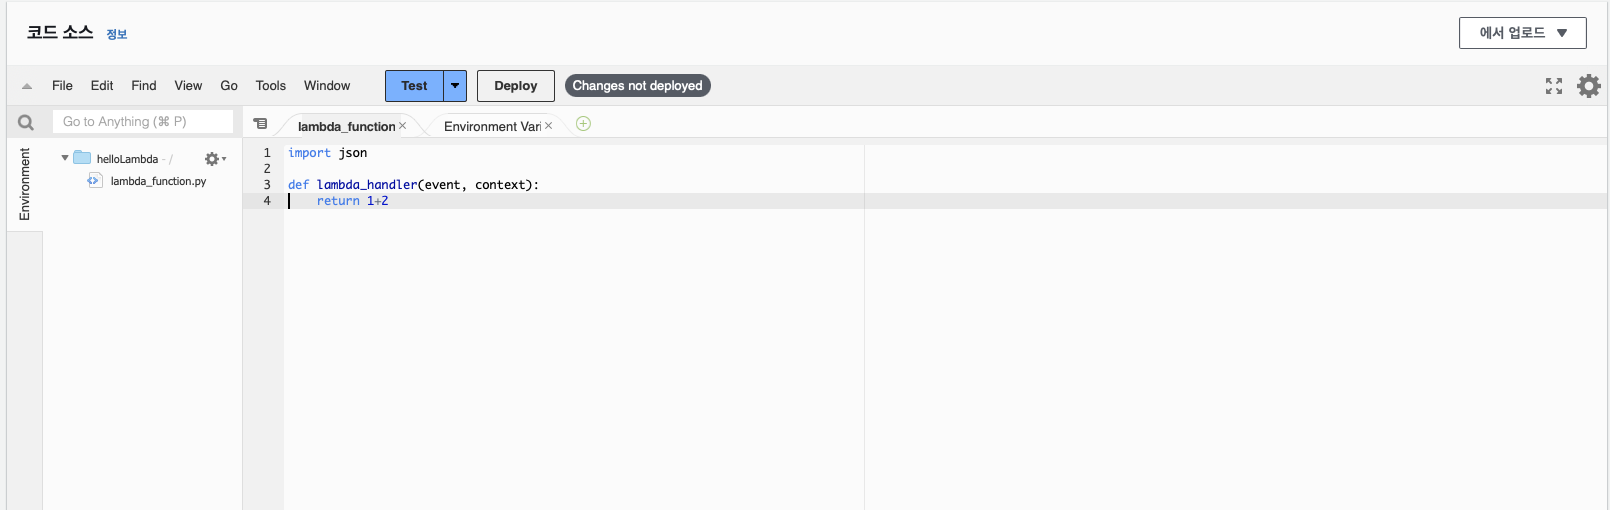 코드 소스 정보
에서 업로드
File Edit Find View Go Tools Window Test Deploy Changes not deployed
Go to Anything (⌘ P)
lambda_function Environment Vari
Environment
helloLambda - /
lambda_function.py
1 import json
2
3 def lambda_handler(event, context):
4 return 1+2